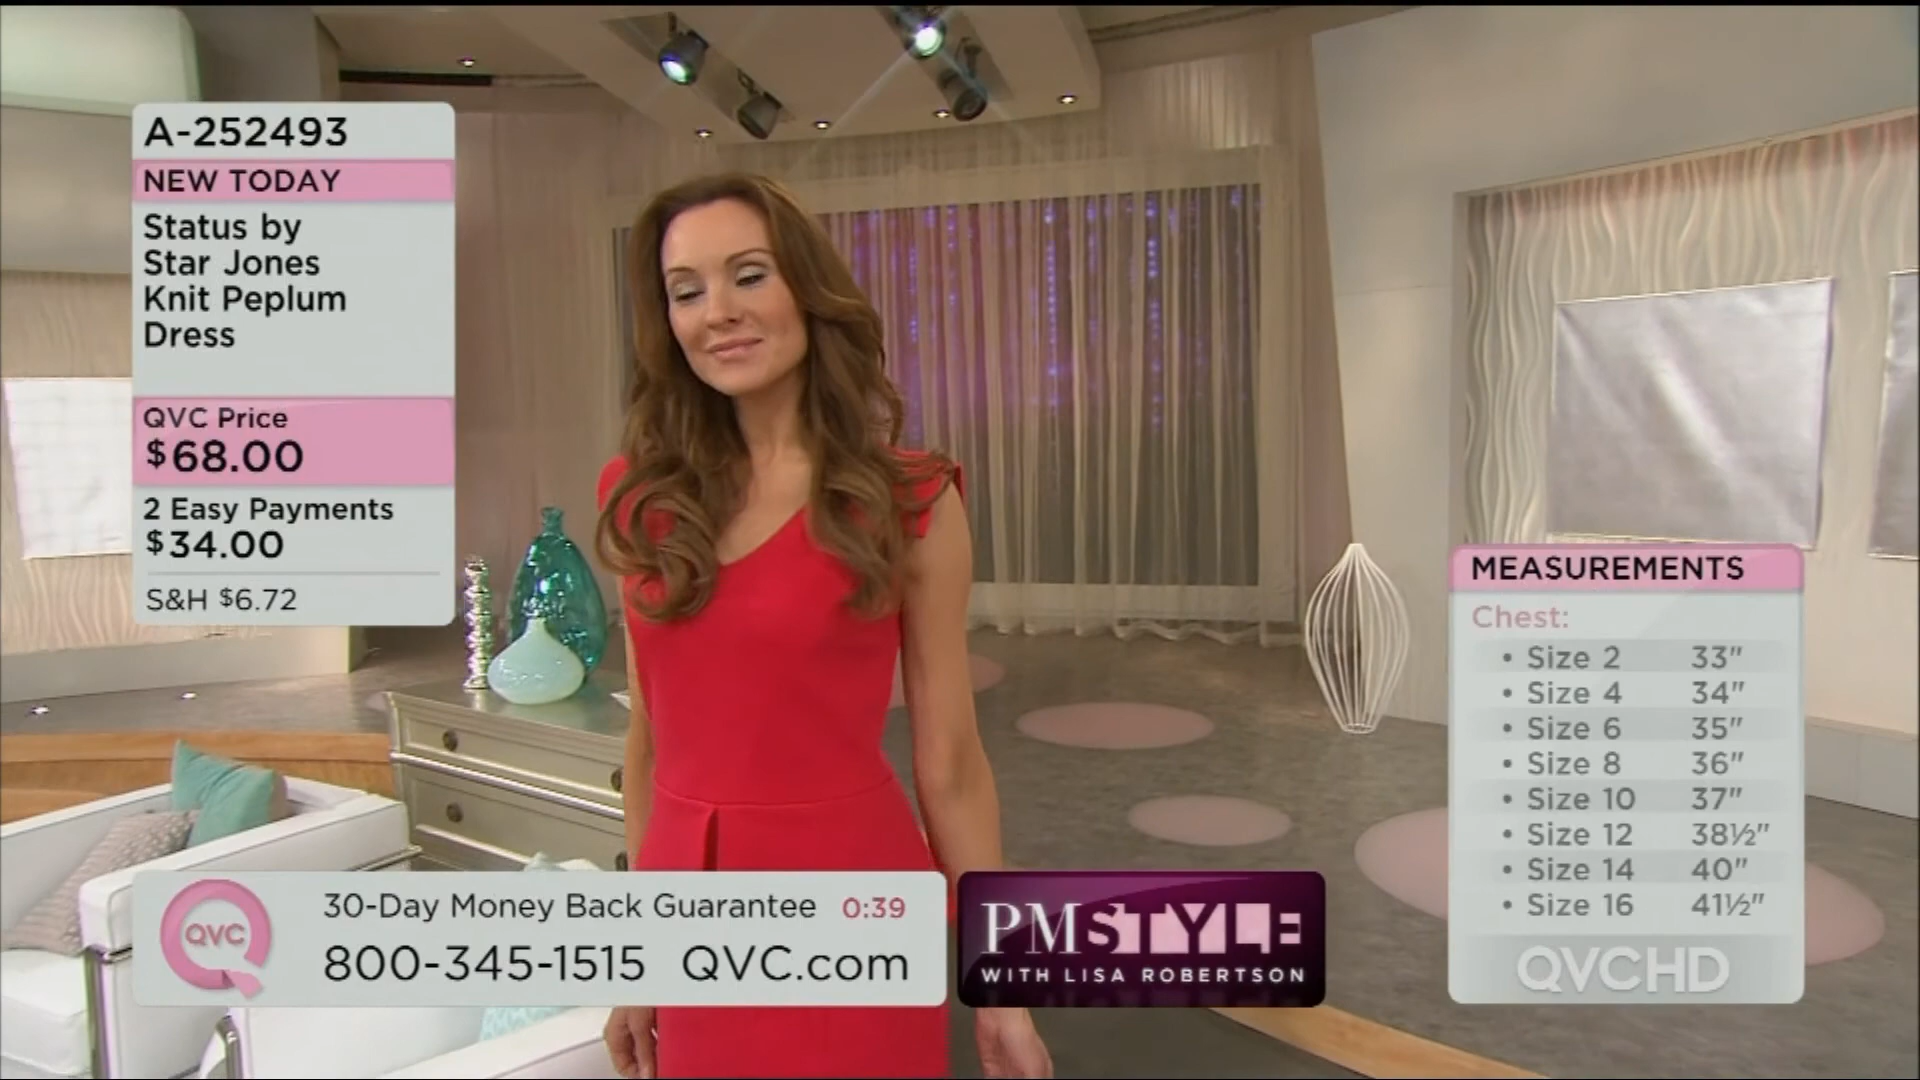 A-252493
NEW TODAY
Status by
Star Jones
Knit Peplum
Dress
QVC Price
$68.00
2 Easy Payments
$34.00
S&H $6.72
MEASUREMENTS
Chest:
• Size 2 33"
• Size 4 34"
• Size 6 35"
• Size 8 36"
• Size 10 37"
• Size 12 38½"
• Size 14 40"
• Size 16 41½"
QVCHD
QVC
30-Day Money Back Guarantee 0:39
800-345-1515 QVC.com
PM STYLE
WITH LISA ROBERTSON